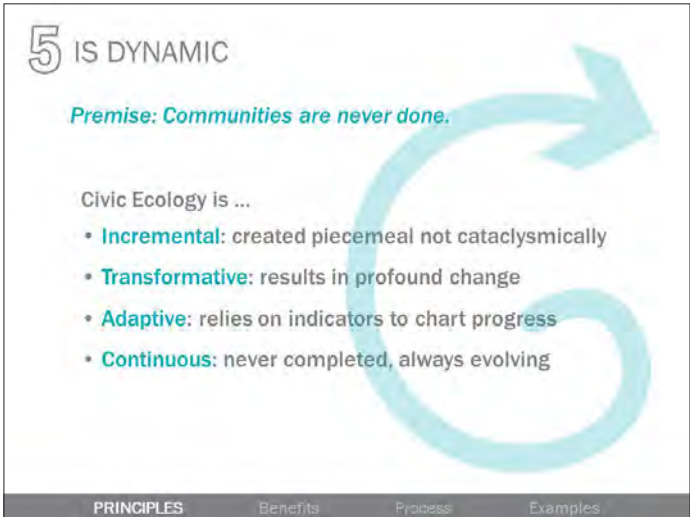 5 IS DYNAMIC
Premise: Communities are never done.
Civic Ecology is ...
• Incremental: created piecemeal not cataclysmically
• Transformative: results in profound change
• Adaptive: relies on indicators to chart progress
• Continuous: never completed, always evolving
PRINCIPLES Benefits Process Examples